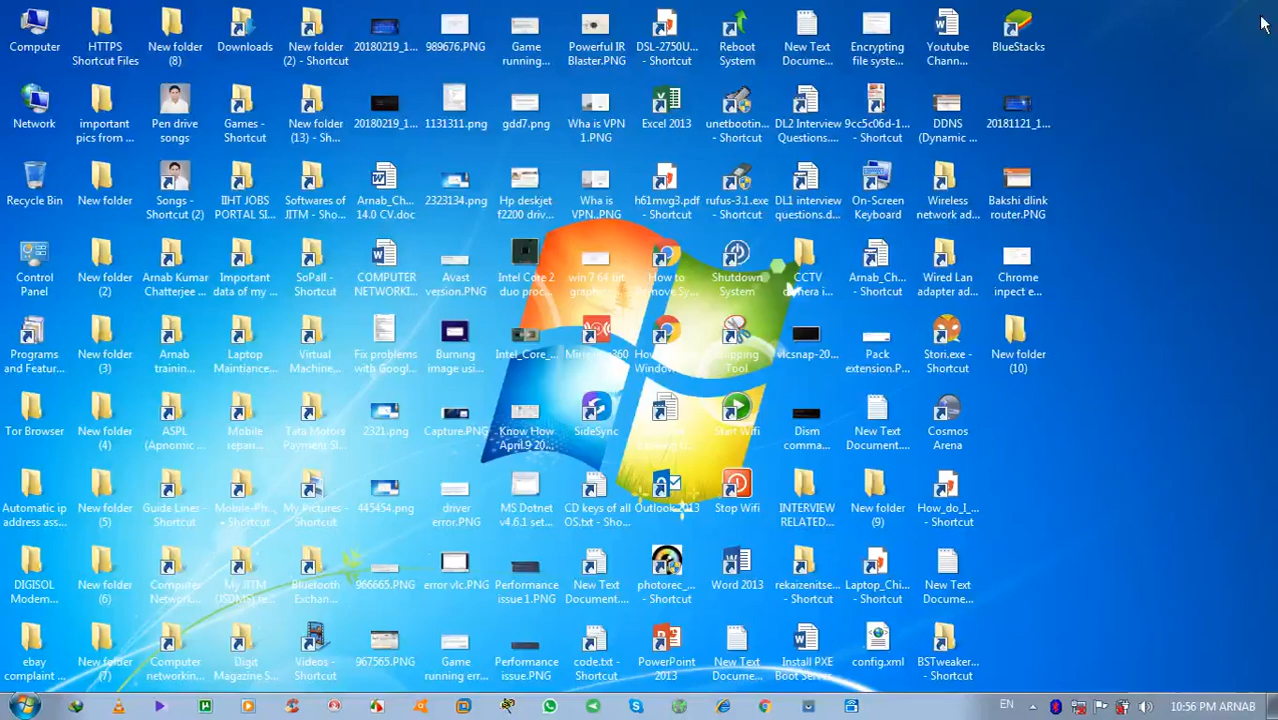 Computer
HTTPS
Shortcut Files
New folder
(8)
Downloads
New folder
(2) - Shortcut
20180219_1...
989676.PNG
Game
running...
Powerful IR
Blaster.PNG
DSL-2750U...
- Shortcut
Reboot
System
New Text
Docume...
Encrypting
file syste...
Youtube
Chann...
BlueStacks
Network
important
pics from ...
Pen drive
songs
Games -
Shortcut
New folder
(13) - Sh...
20180219_1...
1131311.png
gdd7.png
Wha is VPN
1.PNG
Excel 2013
unetbootin...
- Shortcut
DL2 Interview
Questions....
9cc5c06d-1...
- Shortcut
DDNS
(Dynamic ...
20181121_1...
Recycle Bin
New folder
Songs -
Shortcut (2)
IIHT JOBS
PORTAL SI...
Softwares of
JITM - Sho...
Arnab_Ch...
14.0 CV.doc
2323134.png
Hp deskjet
f2200 driv...
Wha is
VPN..PNG
h61mvg3.pdf
- Shortcut
rufus-3.1.exe
- Shortcut
DL1 interview
questions.d...
On-Screen
Keyboard
Wireless
network ad...
Bakshi dlink
router.PNG
Control
Panel
New folder
(2)
Arnab Kumar
Chatterjee ...
Important
data of my ...
SoPall -
Shortcut
COMPUTER
NETWORKI...
Avast
version.PNG
Intel Core 2
duo proc...
win 7 64 bit
graphic...
How to
Remove Sy...
Shutdown
System
CCTV
camera i...
Arnab_Ch...
- Shortcut
Wired Lan
adapter ad...
Chrome
inpect e...
Programs
and Featur...
New folder
(3)
Arnab
training...
Laptop
Maintiance...
Virtual
Machine...
Fix problems
with Googl...
Burning
image usi...
Intel_Core_...
Mirroring360
Snipping
Tool
vlcsnap-20...
Pack
extension.P...
Stori.exe -
Shortcut
New folder
(10)
Tor Browser
New folder
(4)
ASPL
(Apnomic ...
Mobile
repari...
Tata Motors
Payment Sl...
2321.png
Capture.PNG
Know How
April 9 20...
SideSync
Start Wifi
Dism
comma...
New Text
Document...
Cosmos
Arena
Automatic ip
address ass...
New folder
(5)
Guide Lines -
Shortcut
Mobile-Ph...
- Shortcut
My Pictures -
Shortcut
445454.png
driver
error.PNG
MS Dotnet
v4.6.1 set...
CD keys of all
OS.txt - Sho...
Outlook 2013
Stop Wifi
INTERVIEW
RELATED...
New folder
(9)
How_do_I_...
- Shortcut
DIGISOL
Modem...
New folder
(6)
Computer
Network...
My JITM
(JSDMS) te...
Bluetooth
Exchan...
966665.PNG
error vlc.PNG
Performance
issue 1.PNG
New Text
Document....
photorec_...
- Shortcut
Word 2013
rekaizenitse...
- Shortcut
Laptop_Chi...
- Shortcut
New Text
Docume...
ebay
complaint ...
New folder
(7)
Computer
networkin...
Digit
Magazine S...
Videos -
Shortcut
967565.PNG
Game
running err...
Performance
issue.PNG
code.txt -
Shortcut
PowerPoint
2013
New Text
Docume...
Install PXE
Boot Server...
config.xml
BSTweaker...
- Shortcut
EN
10:56 PM ARNAB